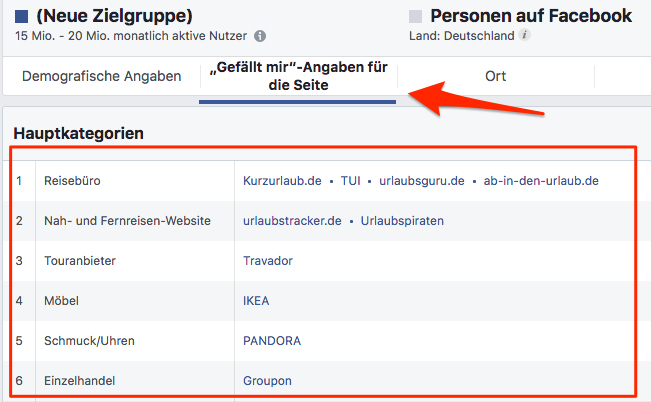 (Neue Zielgruppe)
15 Mio. - 20 Mio. monatlich aktive Nutzer i
Personen auf Facebook
Land: Deutschland i
Demografische Angaben
„Gefällt mir“-Angaben für
die Seite
Ort
Hauptkategorien
1 Reisebüro Kurzurlaub.de • TUI • urlaubsguru.de • ab-in-den-urlaub.de
2 Nah- und Fernreisen-Website urlaubstracker.de • Urlaubspiraten
3 Touranbieter Travador
4 Möbel IKEA
5 Schmuck/Uhren PANDORA
6 Einzelhandel Groupon